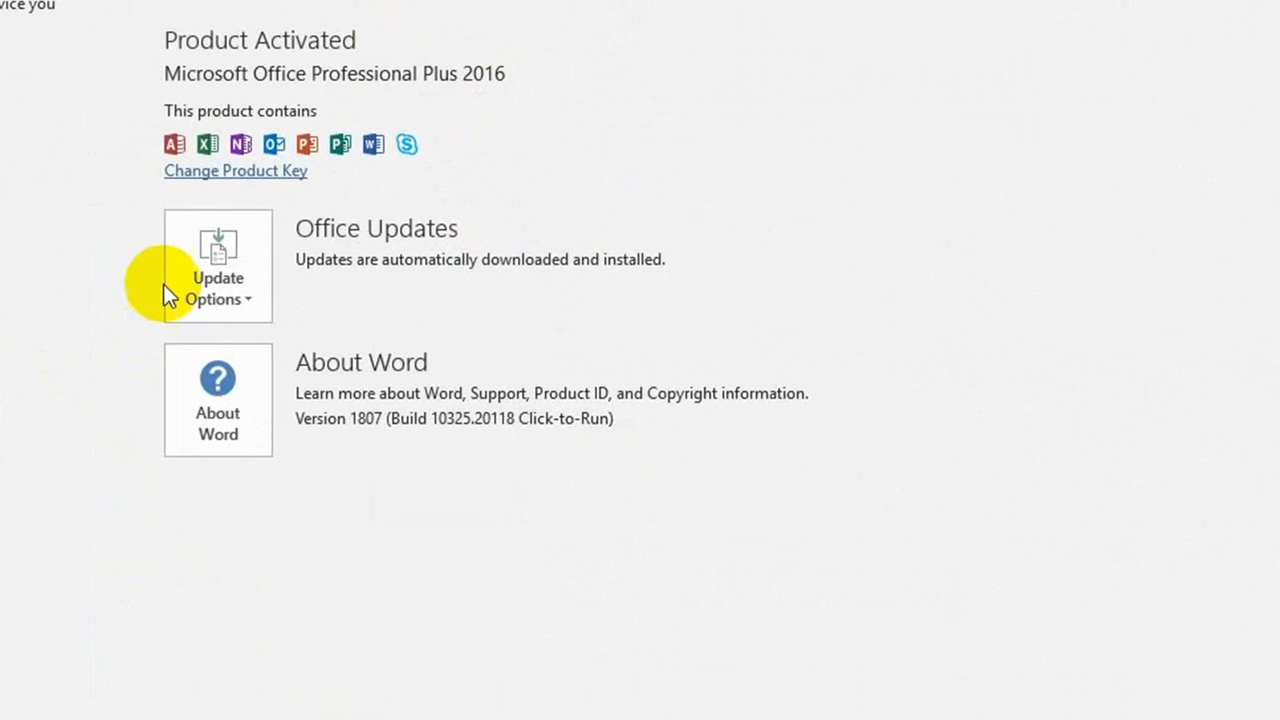 vice you
Product Activated
Microsoft Office Professional Plus 2016
This product contains
A X N O P P W S
Change Product Key
Update
Options
Office Updates
Updates are automatically downloaded and installed.
About
Word
About Word
Learn more about Word, Support, Product ID, and Copyright information.
Version 1807 (Build 10325.20118 Click-to-Run)